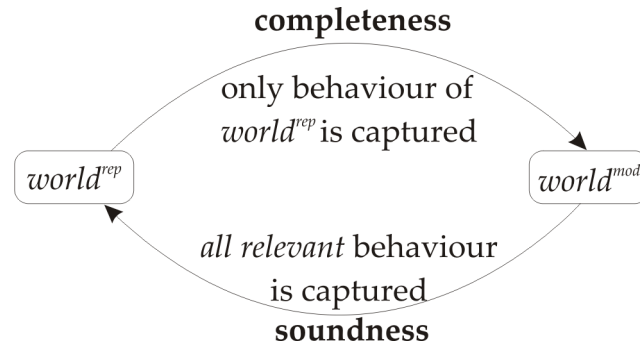 completeness
only behaviour of
world^rep is captured
world^rep
world^mod
all relevant behaviour
is captured
soundness